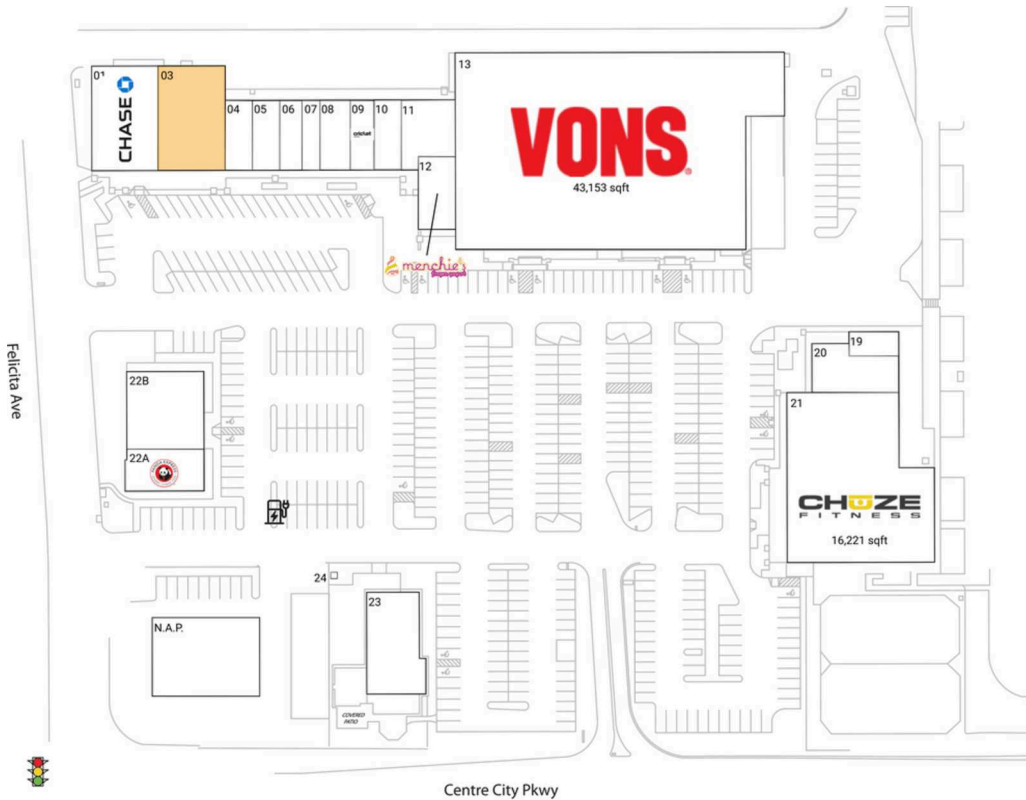 01
CHASE
03
04
05
06
07
08
09
cricket
10
11
12
13
VONS
43,153 sqft
menchie's
Felicita Ave
22B
22A
19
20
21
CHUZE
FITNESS
16,221 sqft
24
23
N.A.P.
COVERED
PATIO
Centre City Pkwy